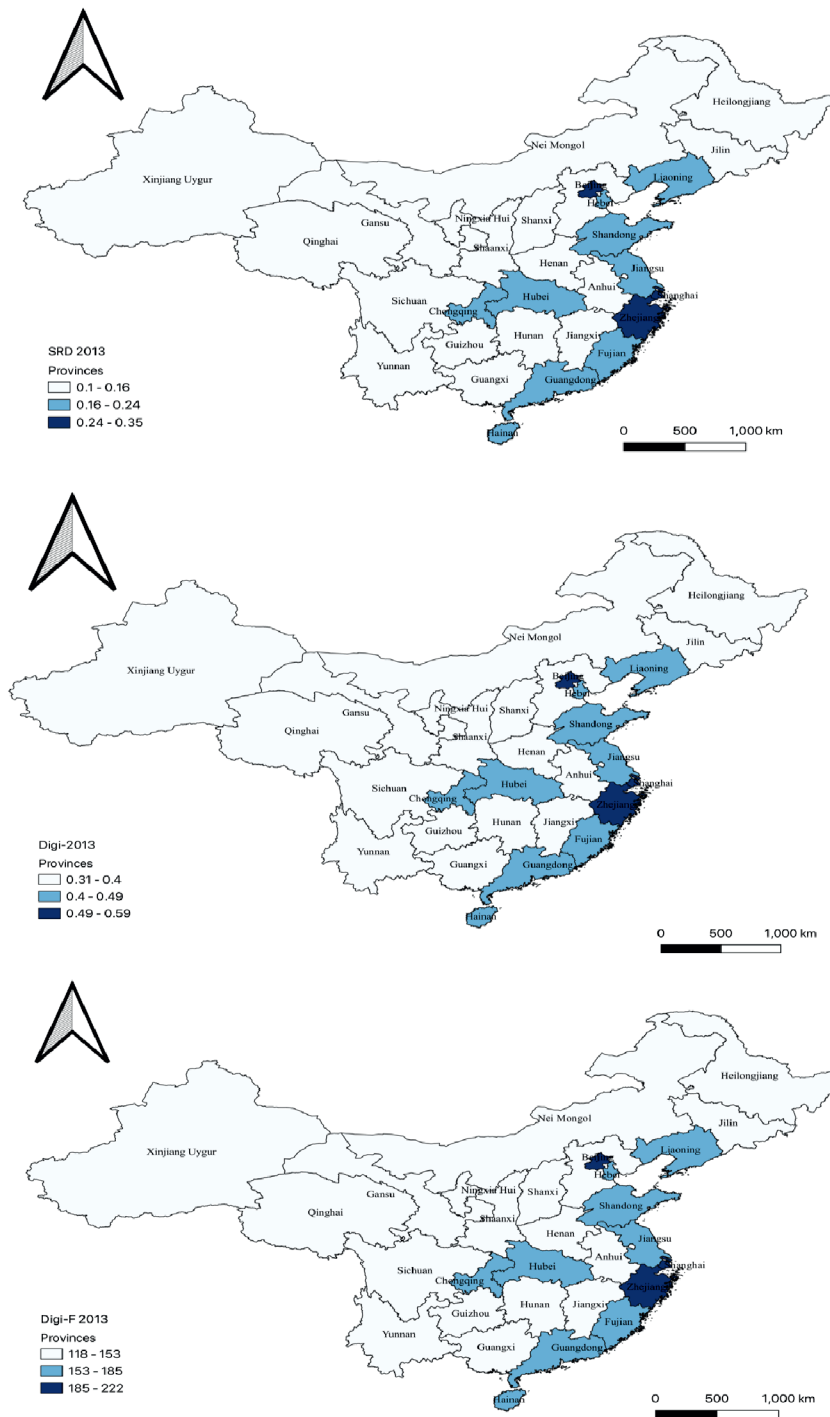 Heilongjiang
Jilin
Nei Mongol
Xinjiang Uygur
Liaoning
Beijing
Hebei
Gansu
Ningxia Hui
Shanxi
Qinghai
Shandong
Shaanxi
Henan
Jiangsu
Anhui
Shanghai
Sichuan
Hubei
Chongqing
Zhejiang
Hunan
Jiangxi
Guizhou
Fujian
Yunnan
Guangxi
Guangdong
Hainan
SRD 2013
Provinces
0.1 - 0.16
0.16 - 0.24
0.24 - 0.35
0 500 1,000 km
Heilongjiang
Jilin
Nei Mongol
Xinjiang Uygur
Liaoning
Beijing
Hebei
Gansu
Ningxia Hui
Shanxi
Qinghai
Shandong
Shaanxi
Henan
Jiangsu
Anhui
Shanghai
Sichuan
Hubei
Chongqing
Zhejiang
Hunan
Jiangxi
Guizhou
Fujian
Yunnan
Guangxi
Guangdong
Hainan
Digi-2013
Provinces
0.31 - 0.4
0.4 - 0.49
0.49 - 0.59
0 500 1,000 km
Heilongjiang
Jilin
Nei Mongol
Xinjiang Uygur
Liaoning
Beijing
Hebei
Gansu
Ningxia Hui
Shanxi
Qinghai
Shandong
Shaanxi
Henan
Jiangsu
Anhui
Shanghai
Sichuan
Hubei
Chongqing
Zhejiang
Hunan
Jiangxi
Guizhou
Fujian
Yunnan
Guangxi
Guangdong
Hainan
Digi-F 2013
Provinces
118 - 153
153 - 185
185 - 222
0 500 1,000 km